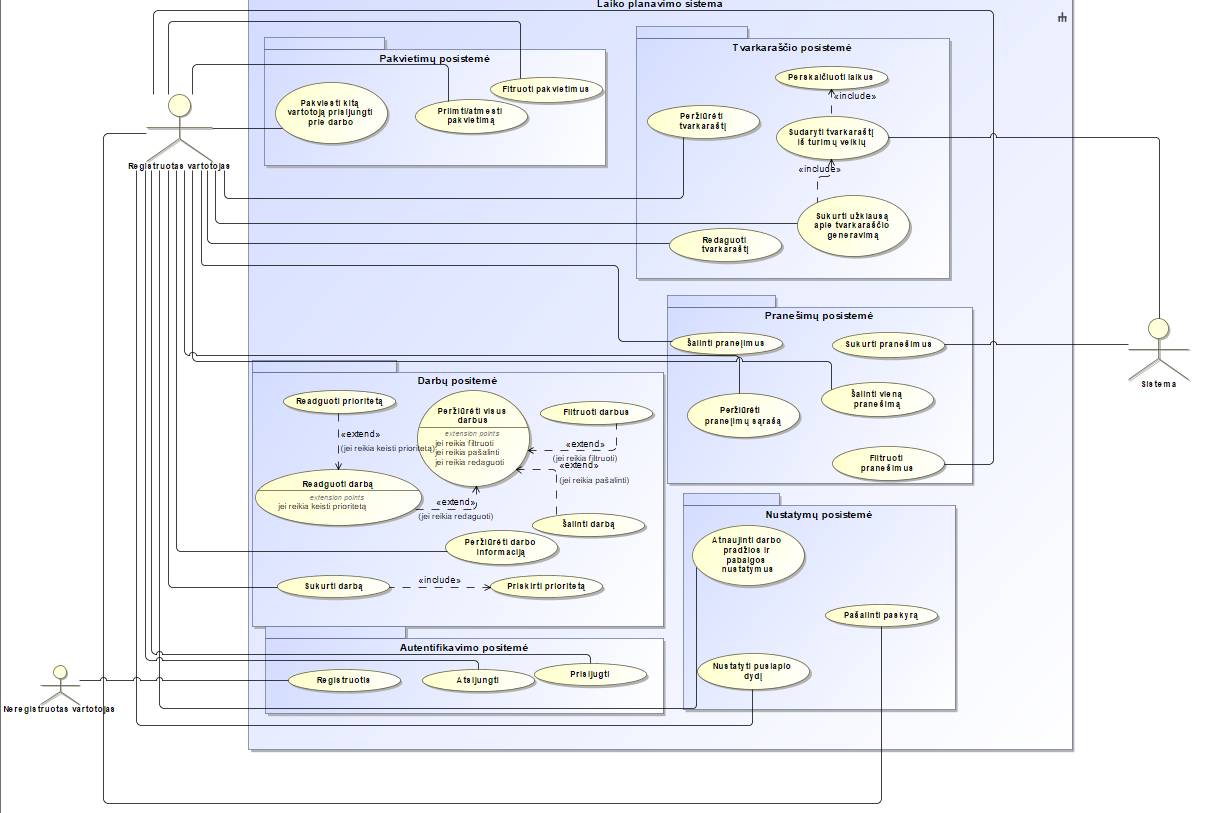 Laiko planavimo sistema
Pakvietimų posistemė
Pakviesti kitą
vartotoją prisijungti
prie darbo
Priimti/atmesti
pakvietimą
Fitruoti pakvietimus
Tvarkaraščio posistemė
Perskaičiuoti laikus
«include»
Peržiūrėti
tvarkaraštį
Sudaryti tvarkaraštį
iš turimų veiklų
«include»
Sukurti užklausą
apie tvarkaraščio
generavimą
Redaguoti
tvarkaraštį
Registruotas vartotojas
Pranešimų posistemė
Šalinti pranejimus
Sukurti pranešimus
Šalinti vieną
pranešimą
Peržiūrėti
pranejimų sąrašą
Filtruoti
pranešimus
Sistema
Darbų positemė
Readguoti prioritetą
«extend»
(jei reikia keisti prioritetą)
Readguoti darbą
extension points
jei reikia keisti prioritetą
Peržiūrėti visus
darbus
extension points
jei reikia filtruoti
jei reikia pašalinti
jei reikia redaguoti
Filtruoti darbus
«extend»
(jei reikia filtruoti)
«extend»
(jei reikia pašalinti)
«extend»
(jei reikia redaguoti)
Šalinti darbą
Peržiūrėti darbo
informaciją
Sukurti darbą
«include»
Priskirti prioritetą
Nustatymų posistemė
Atnaujinti darbo
pradžios ir
pabaigos
nustatymus
Pašalinti paskyrą
Nustatyti puslapio
dydį
Autentifikavimo positemė
Registruotis
Atsijungti
Prisijugti
Neregistruotas vartotojas